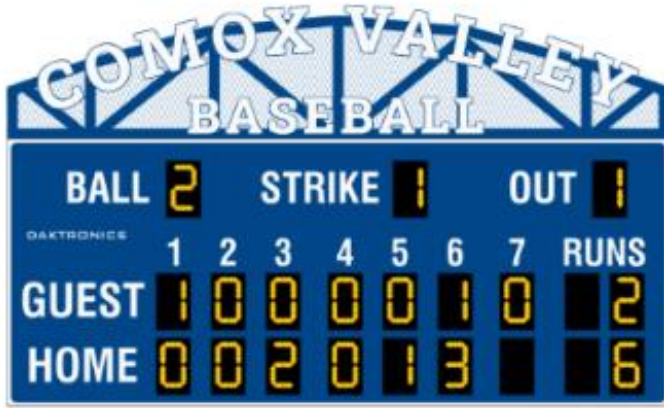 COMOX VALLEY
BASEBALL
BALL 2 STRIKE 1 OUT 1
DAKTRONICS
1 2 3 4 5 6 7 RUNS
GUEST 1 0 0 0 0 1 0 2
HOME 0 0 2 0 1 3 6